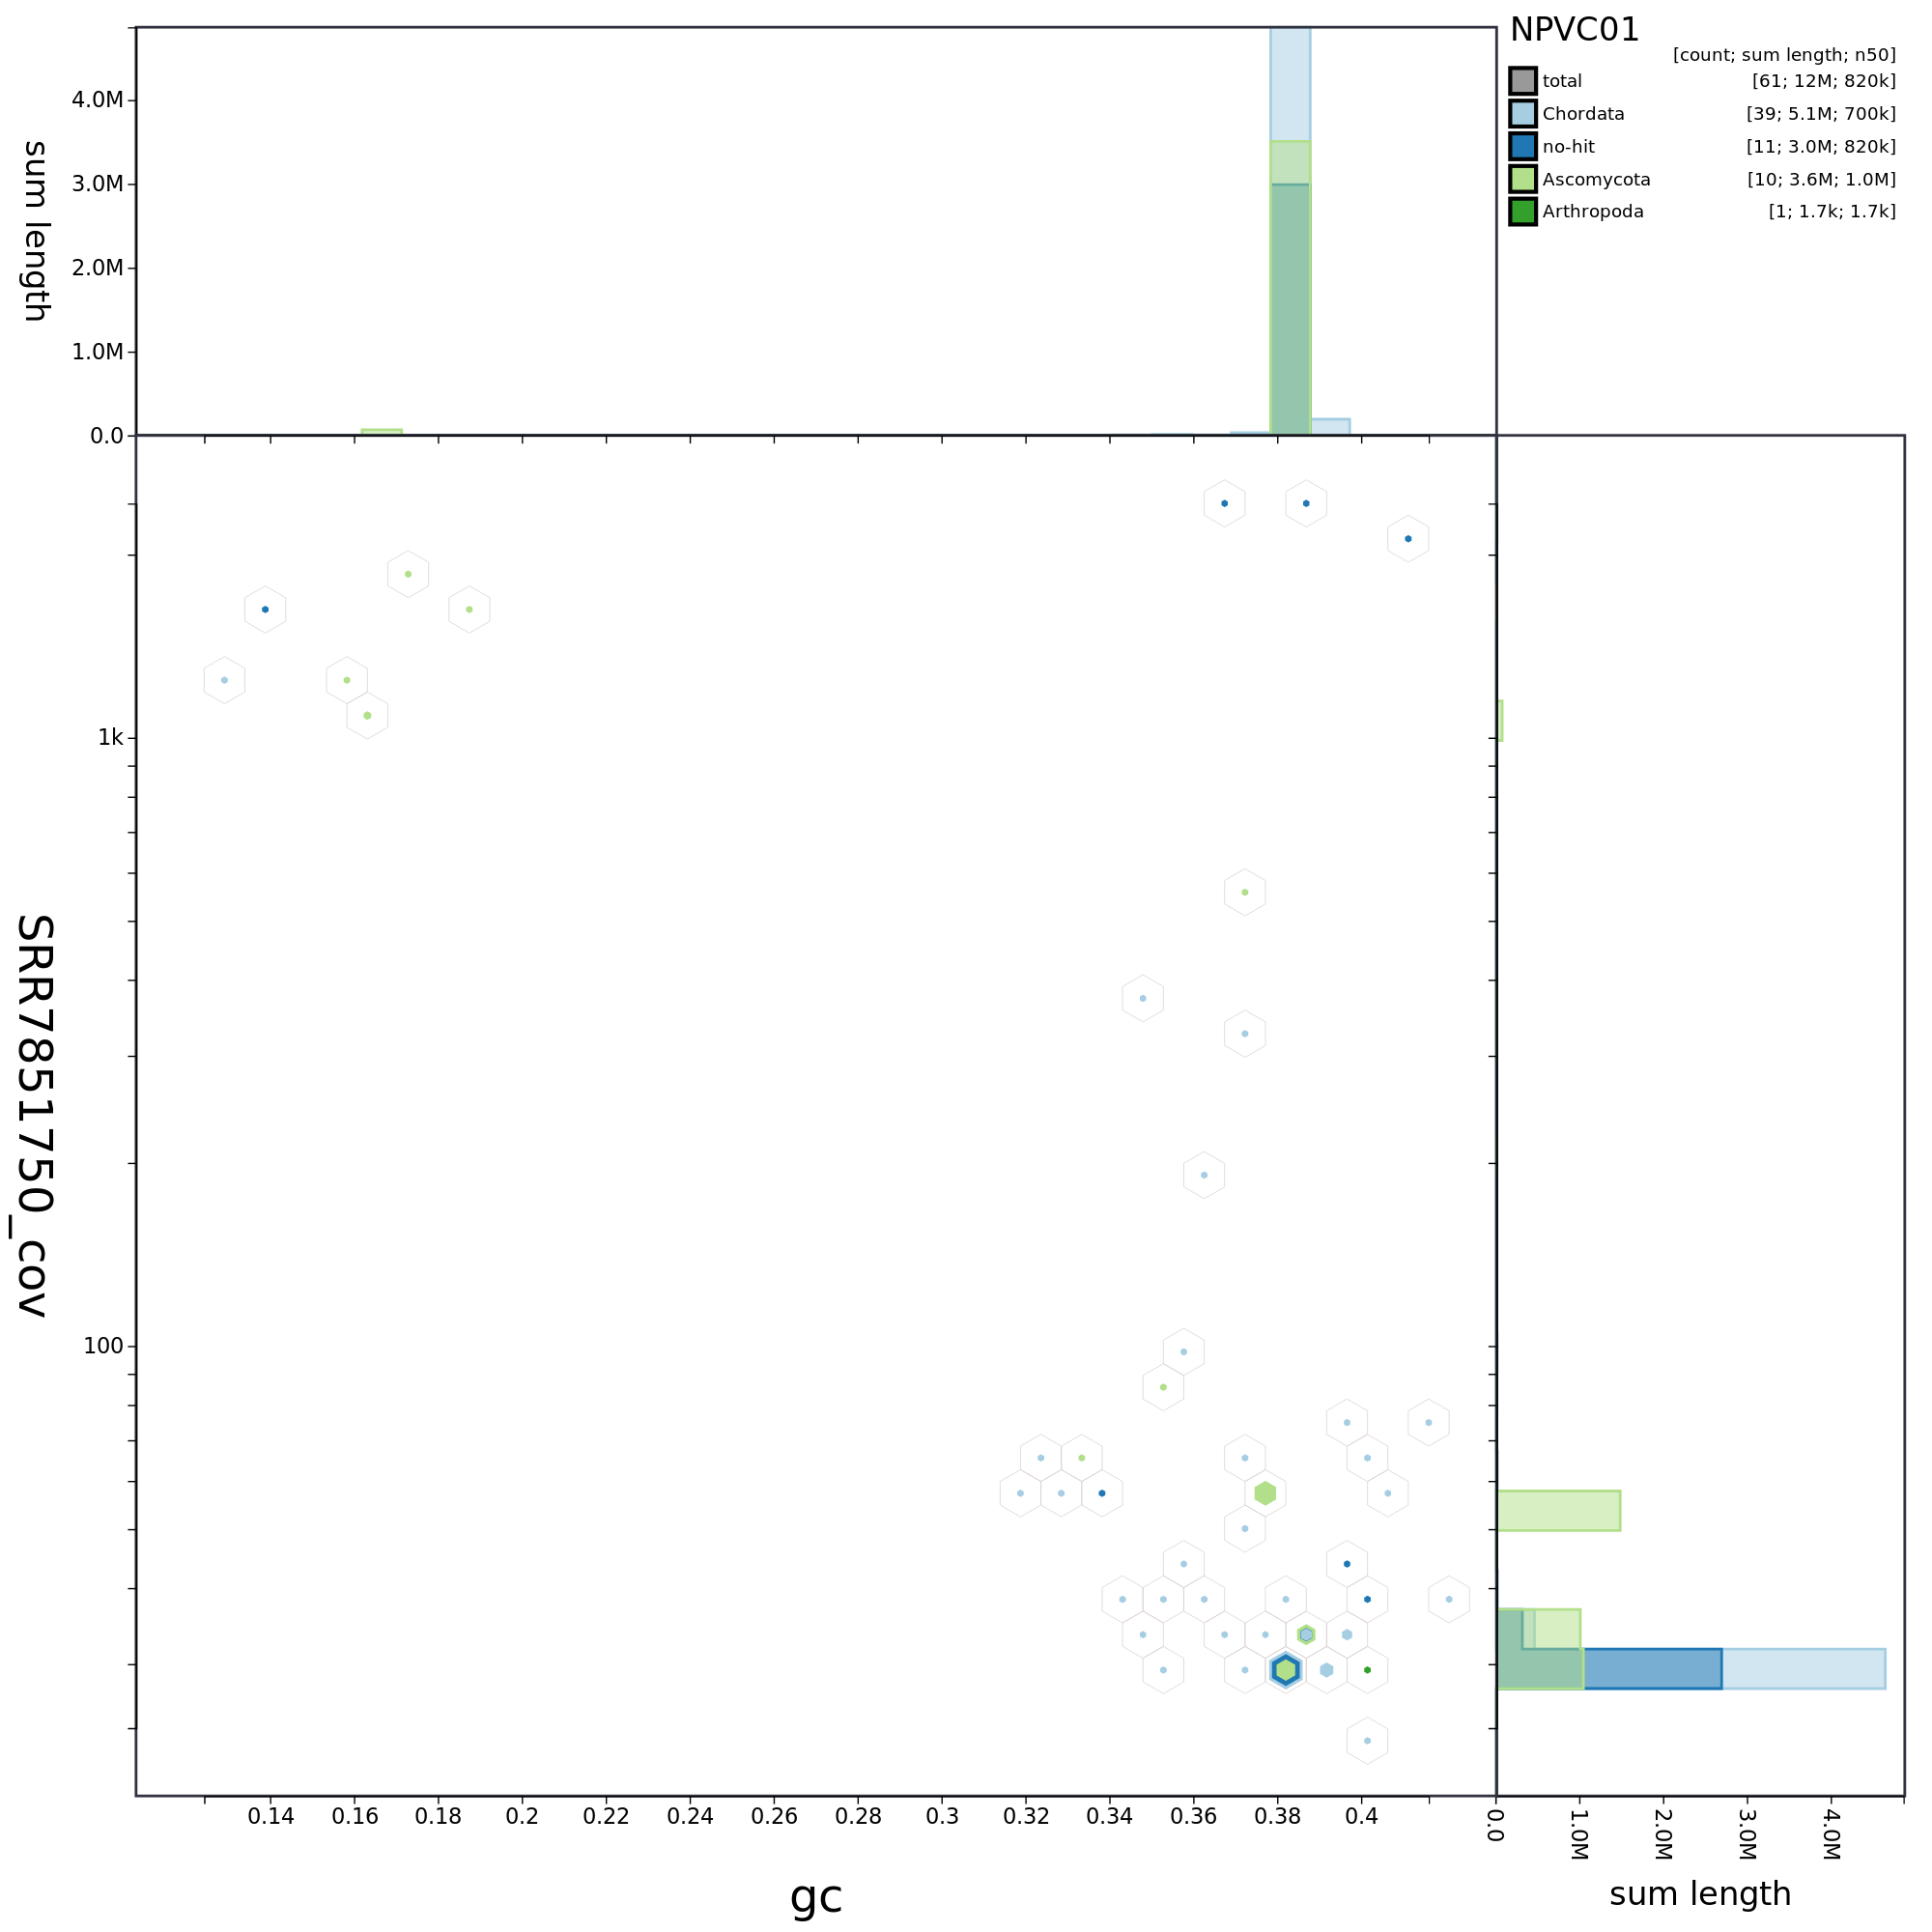 NPVC01
[count; sum length; n50]
total [61; 12M; 820k]
Chordata [39; 5.1M; 700k]
no-hit [11; 3.0M; 820k]
Ascomycota [10; 3.6M; 1.0M]
Arthropoda [1; 1.7k; 1.7k]
sum length
4.0M
3.0M
2.0M
1.0M
0.0
SRR7851750_cov
1k
100
0.14 0.16 0.18 0.2 0.22 0.24 0.26 0.28 0.3 0.32 0.34 0.36 0.38 0.4
gc
0.0 1.0M 2.0M 3.0M 4.0M
sum length